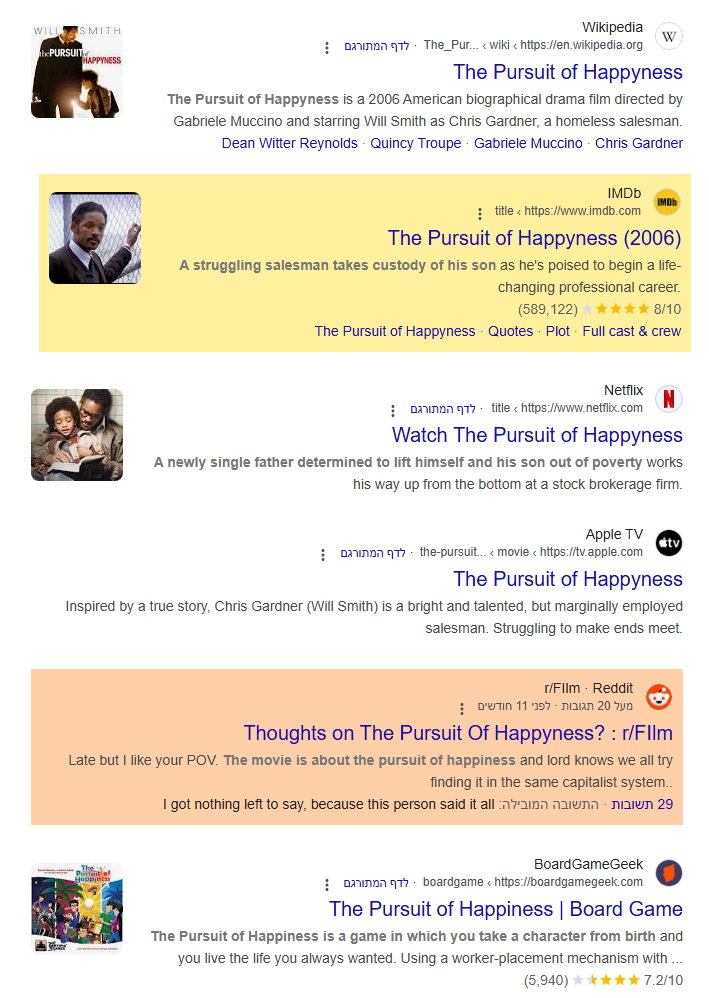 WILL SMITH
the PURSUIT of HAPPYNESS
Wikipedia
https://en.wikipedia.org › wiki › The_Pur... · לדף המתורגם
The Pursuit of Happyness
The Pursuit of Happyness is a 2006 American biographical drama film directed by
Gabriele Muccino and starring Will Smith as Chris Gardner, a homeless salesman.
Dean Witter Reynolds · Quincy Troupe · Gabriele Muccino · Chris Gardner
IMDb
IMDb
https://www.imdb.com › title
The Pursuit of Happyness (2006)
A struggling salesman takes custody of his son as he's poised to begin a life-
changing professional career.
8/10 (589,122)
The Pursuit of Happyness · Quotes · Plot · Full cast & crew
Netflix
N
https://www.netflix.com › title · לדף המתורגם
Watch The Pursuit of Happyness
A newly single father determined to lift himself and his son out of poverty works
his way up from the bottom at a stock brokerage firm.
Apple TV
tv
https://tv.apple.com › movie › the-pursuit... · לדף המתורגם
The Pursuit of Happyness
Inspired by a true story, Chris Gardner (Will Smith) is a bright and talented, but marginally employed
salesman. Struggling to make ends meet.
r/FIlm · Reddit
מעל 20 תגובות · לפני 11 חודשים
Thoughts on The Pursuit Of Happyness? : r/FIlm
Late but I like your POV. The movie is about the pursuit of happiness and lord knows we all try
finding it in the same capitalist system..
29 תשובות · התשובה המובילה: I got nothing left to say, because this person said it all
The Pursuit of Happiness
BoardGameGeek
https://boardgamegeek.com › boardgame · לדף המתורגם
The Pursuit of Happiness | Board Game
The Pursuit of Happiness is a game in which you take a character from birth and
you live the life you always wanted. Using a worker-placement mechanism with ...
7.2/10 (5,940)